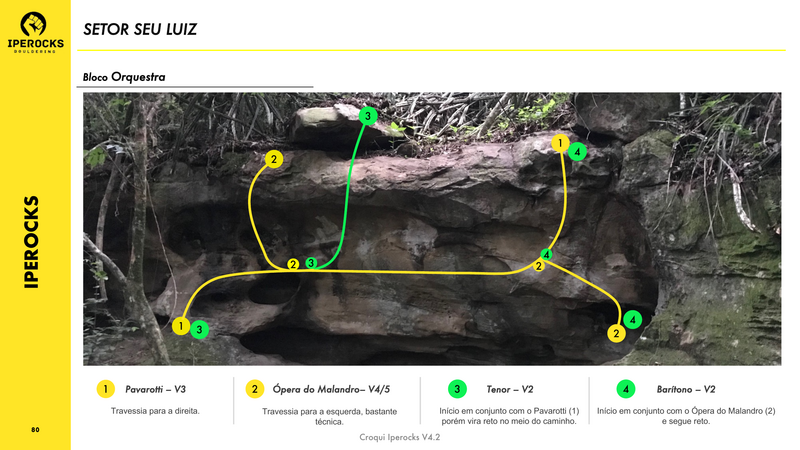 IPEROCKS
BOULDERING
SETOR SEU LUIZ
Bloco Orquestra
3
2
1
4
2
3
4
2
1
3
4
2
IPEROCKS
1 Pavarotti – V3
Travessia para a direita.
2 Ópera do Malandro– V4/5
Travessia para a esquerda, bastante
técnica.
3 Tenor – V2
Início em conjunto com o Pavarotti (1)
porém vira reto no meio do caminho.
4 Barítono – V2
Início em conjunto com o Ópera do Malandro (2)
e segue reto.
80
Croqui Iperocks V4.2